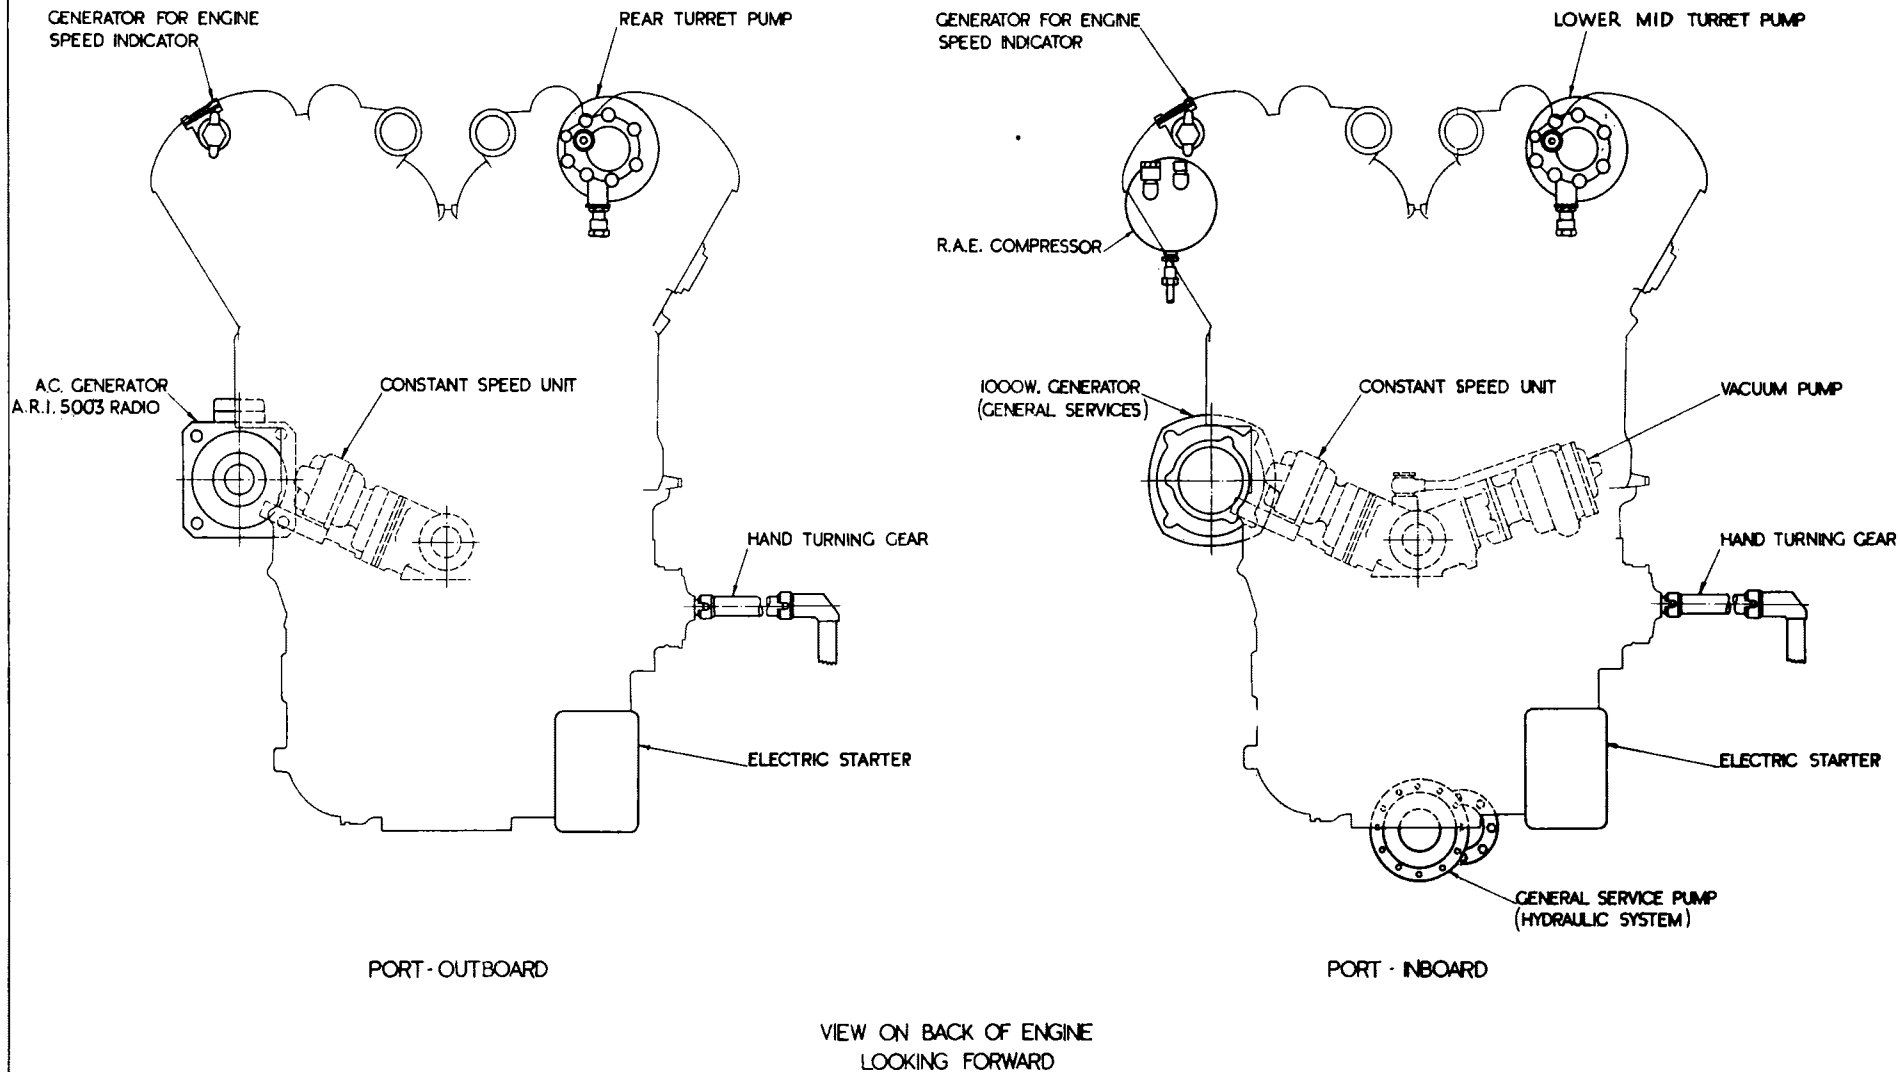 GENERATOR FOR ENGINE
SPEED INDICATOR
REAR TURRET PUMP
A.C. GENERATOR
A.R.I. 5003 RADIO
CONSTANT SPEED UNIT
HAND TURNING GEAR
ELECTRIC STARTER
PORT - OUTBOARD
GENERATOR FOR ENGINE
SPEED INDICATOR
LOWER MID TURRET PUMP
R.A.E. COMPRESSOR
1000W. GENERATOR
(GENERAL SERVICES)
CONSTANT SPEED UNIT
VACUUM PUMP
HAND TURNING GEAR
ELECTRIC STARTER
GENERAL SERVICE PUMP
(HYDRAULIC SYSTEM)
PORT - INBOARD
VIEW ON BACK OF ENGINE
LOOKING FORWARD